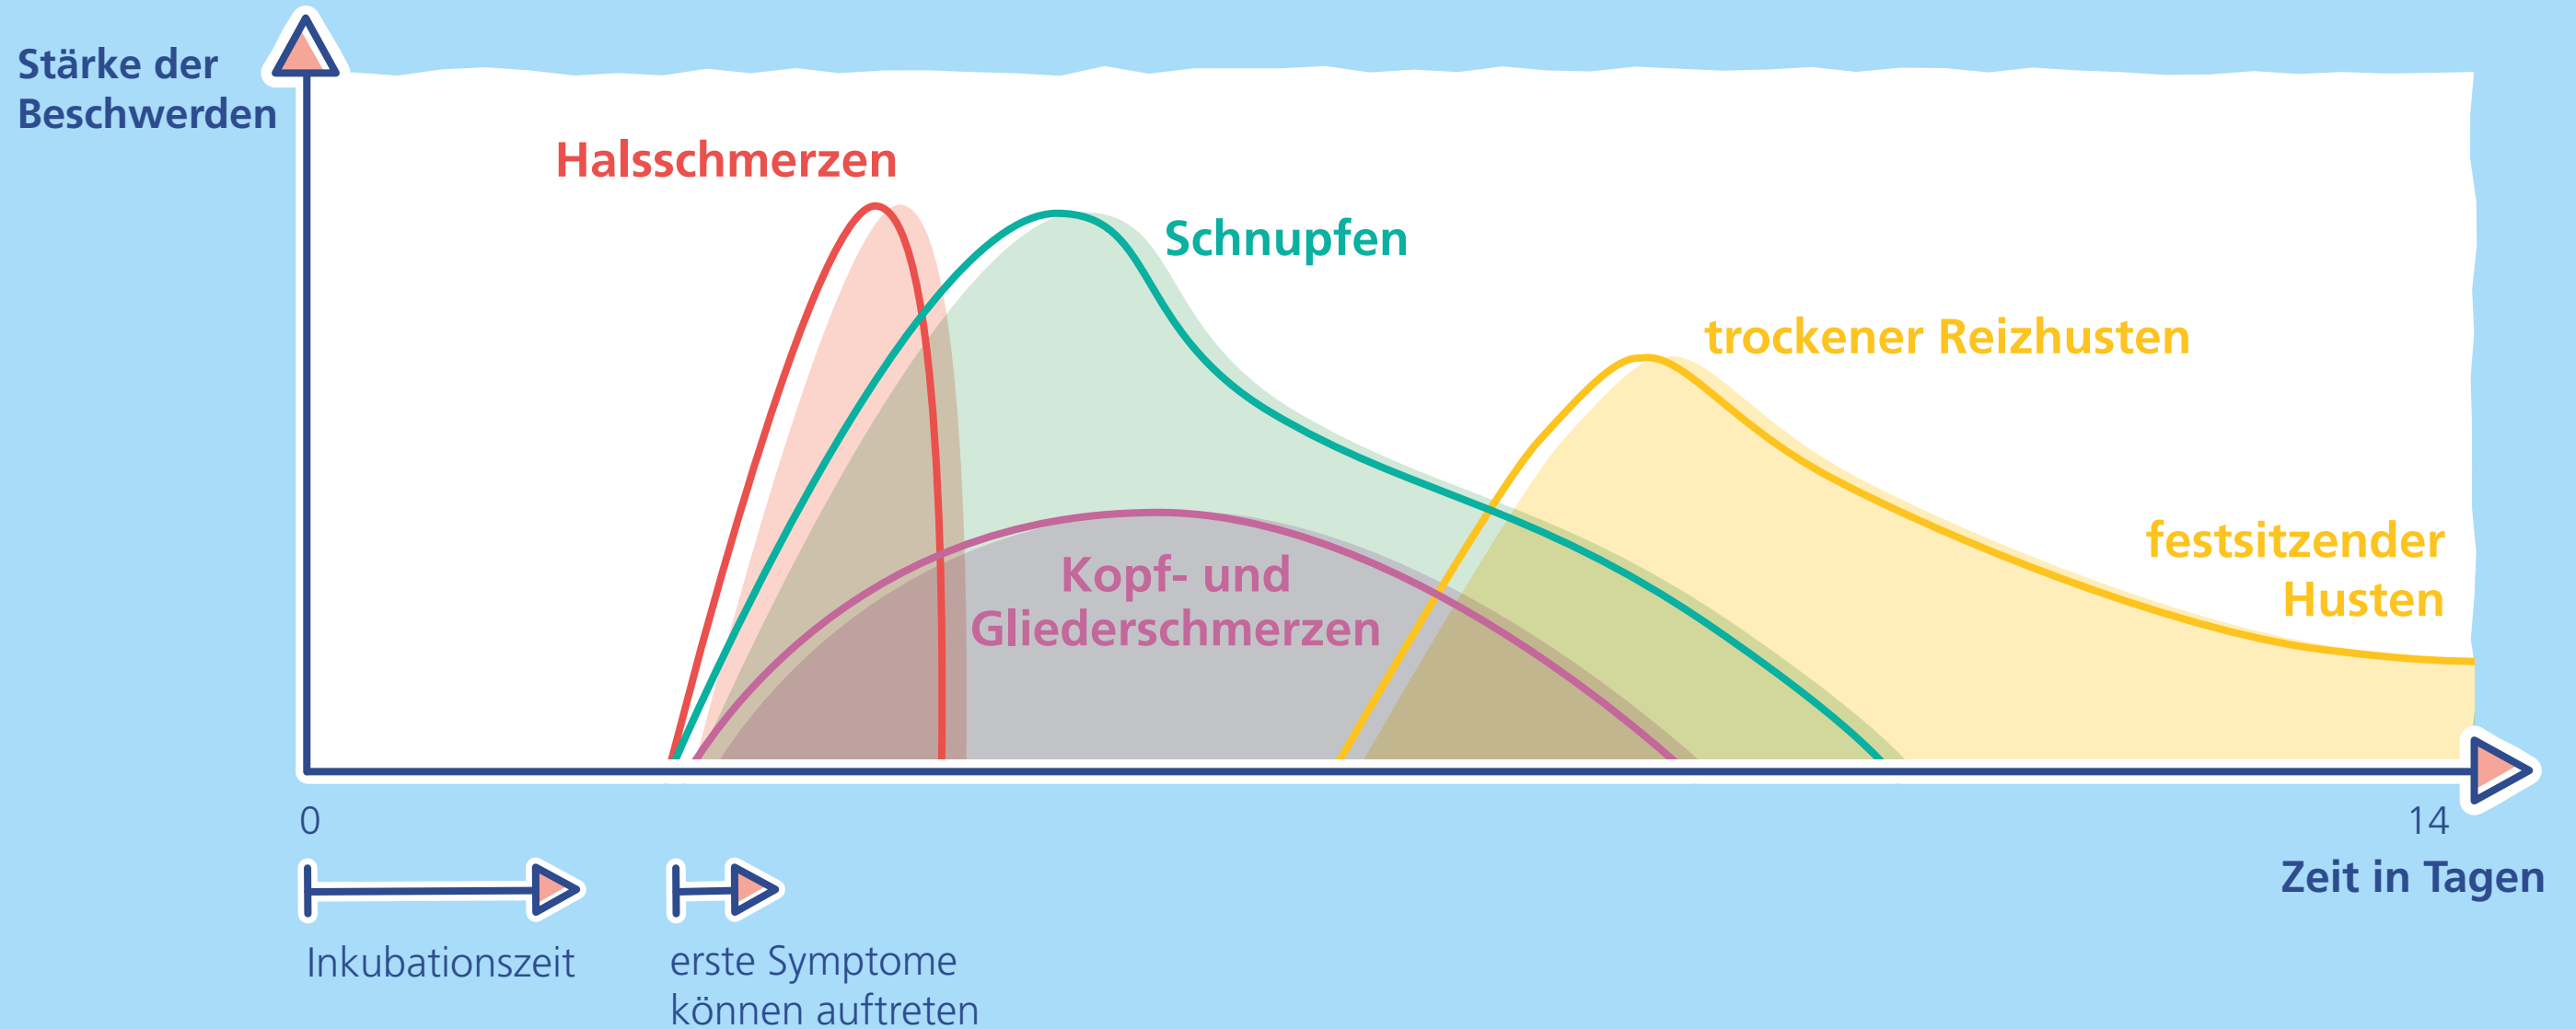 Stärke der
Beschwerden
Halsschmerzen
Schnupfen
trockener Reizhusten
festsitzender
Husten
Kopf- und
Gliederschmerzen
0
14
Zeit in Tagen
Inkubationszeit
erste Symptome
können auftreten